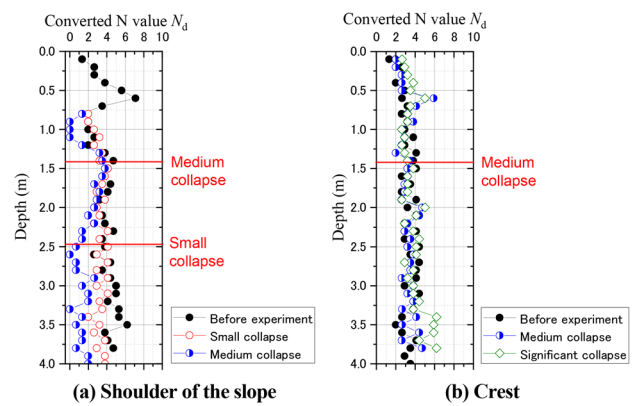 Converted N value Nd
0 2 4 6 8 10
0.0
0.5
1.0
1.5
2.0
2.5
3.0
3.5
4.0
Depth (m)
Medium
collapse
Small
collapse
Before experiment
Small collapse
Medium collapse
(a) Shoulder of the slope
Converted N value Nd
0 2 4 6 8 10
0.0
0.5
1.0
1.5
2.0
2.5
3.0
3.5
4.0
Depth (m)
Medium
collapse
Before experiment
Medium collapse
Significant collapse
(b) Crest